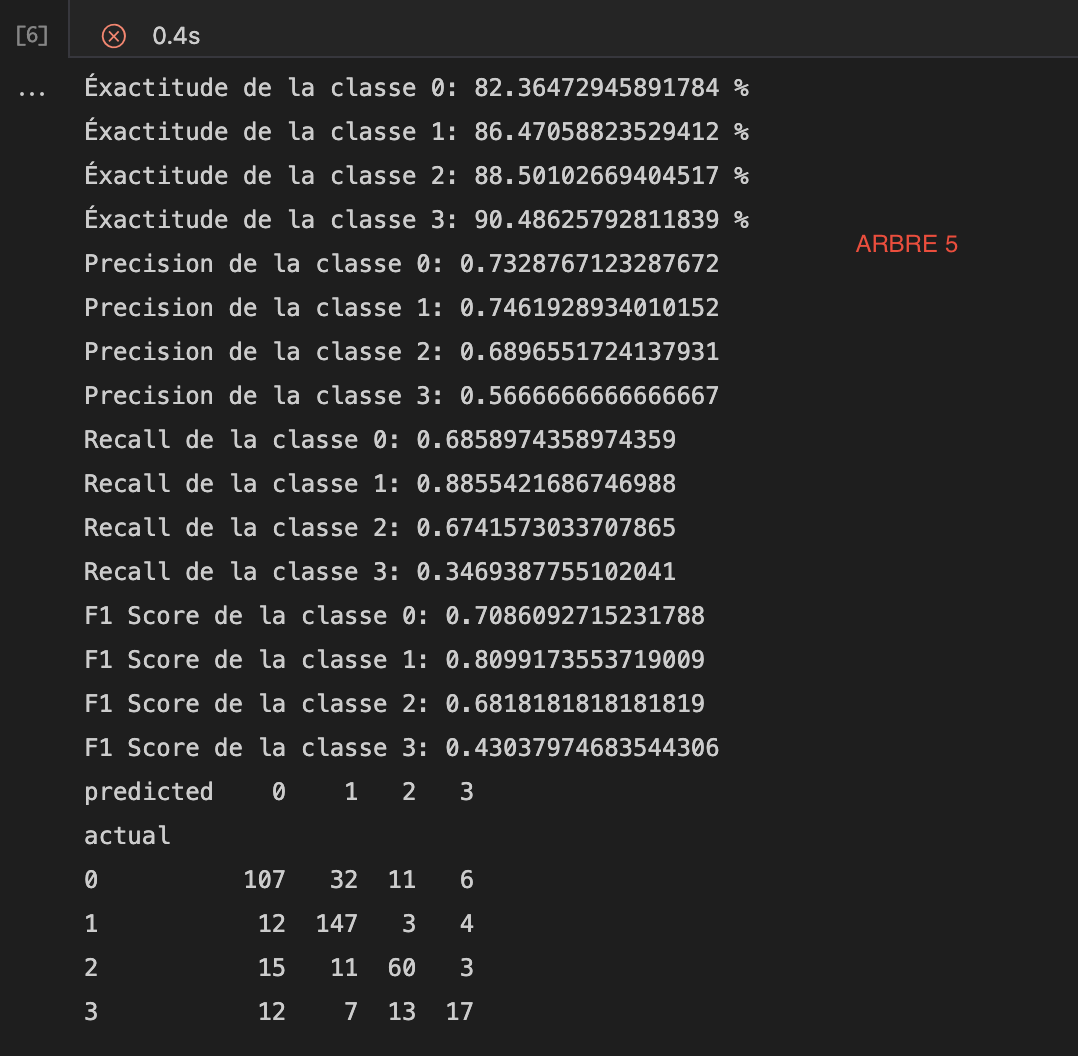 [6] 0.4s
... Éxactitude de la classe 0: 82.36472945891784 %
Éxactitude de la classe 1: 86.47058823529412 %
Éxactitude de la classe 2: 88.50102669404517 %
Éxactitude de la classe 3: 90.48625792811839 %
ARBRE 5
Precision de la classe 0: 0.7328767123287672
Precision de la classe 1: 0.7461928934010152
Precision de la classe 2: 0.6896551724137931
Precision de la classe 3: 0.5666666666666667
Recall de la classe 0: 0.6858974358974359
Recall de la classe 1: 0.8855421686746988
Recall de la classe 2: 0.6741573033707865
Recall de la classe 3: 0.3469387755102041
F1 Score de la classe 0: 0.7086092715231788
F1 Score de la classe 1: 0.8099173553719009
F1 Score de la classe 2: 0.6818181818181819
F1 Score de la classe 3: 0.43037974683544306
predicted 0 1 2 3
actual
0 107 32 11 6
1 12 147 3 4
2 15 11 60 3
3 12 7 13 17